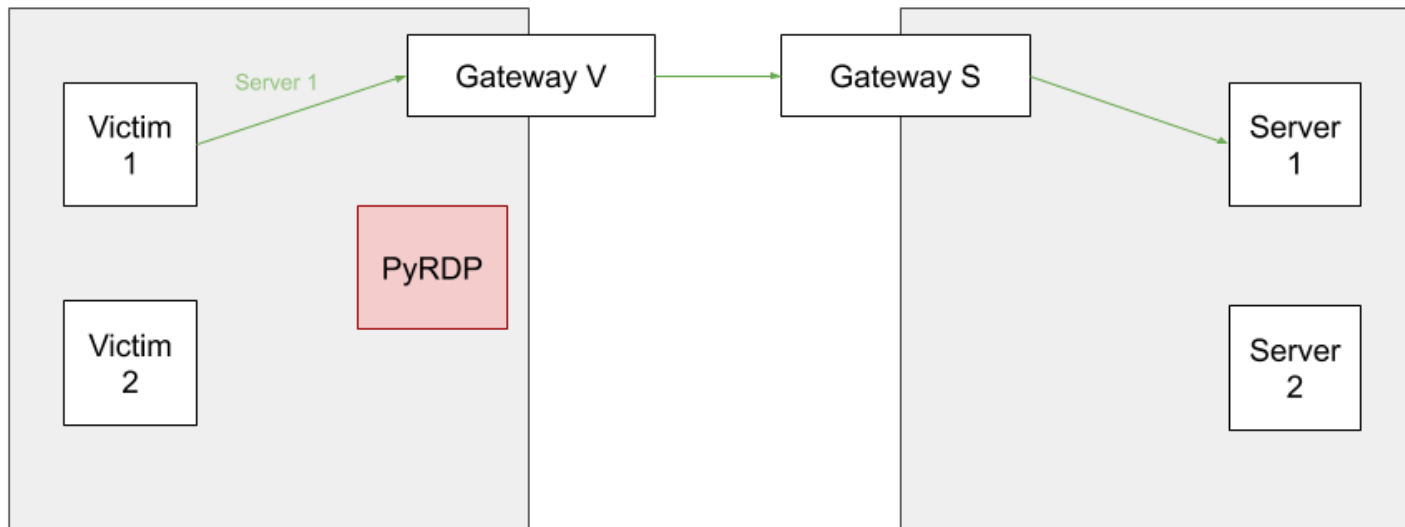 Server 1
Gateway V
Gateway S
Victim
1
Server
1
PyRDP
Victim
2
Server
2